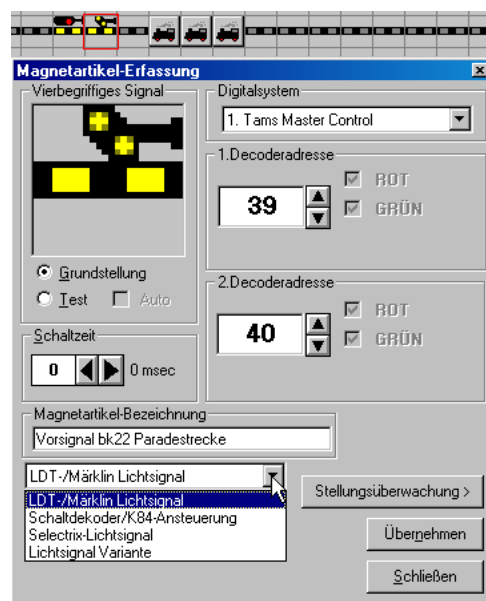 Magnetartikel-Erfassung
Vierbegriffiges Signal
Digitalsystem
1. Tams Master Control
1.Decoderadresse
39
ROT
GRÜN
Grundstellung
Test
Auto
2.Decoderadresse
40
ROT
GRÜN
Schaltzeit
0
0 msec
Magnetartikel-Bezeichnung
Vorsignal bk22 Paradestrecke
LDT-/Märklin Lichtsignal
LDT-/Märklin Lichtsignal
Schaltdekoder/K84-Ansteuerung
Selectrix-Lichtsignal
Lichtsignal Variante
Stellungsüberwachung >
Übernehmen
Schließen